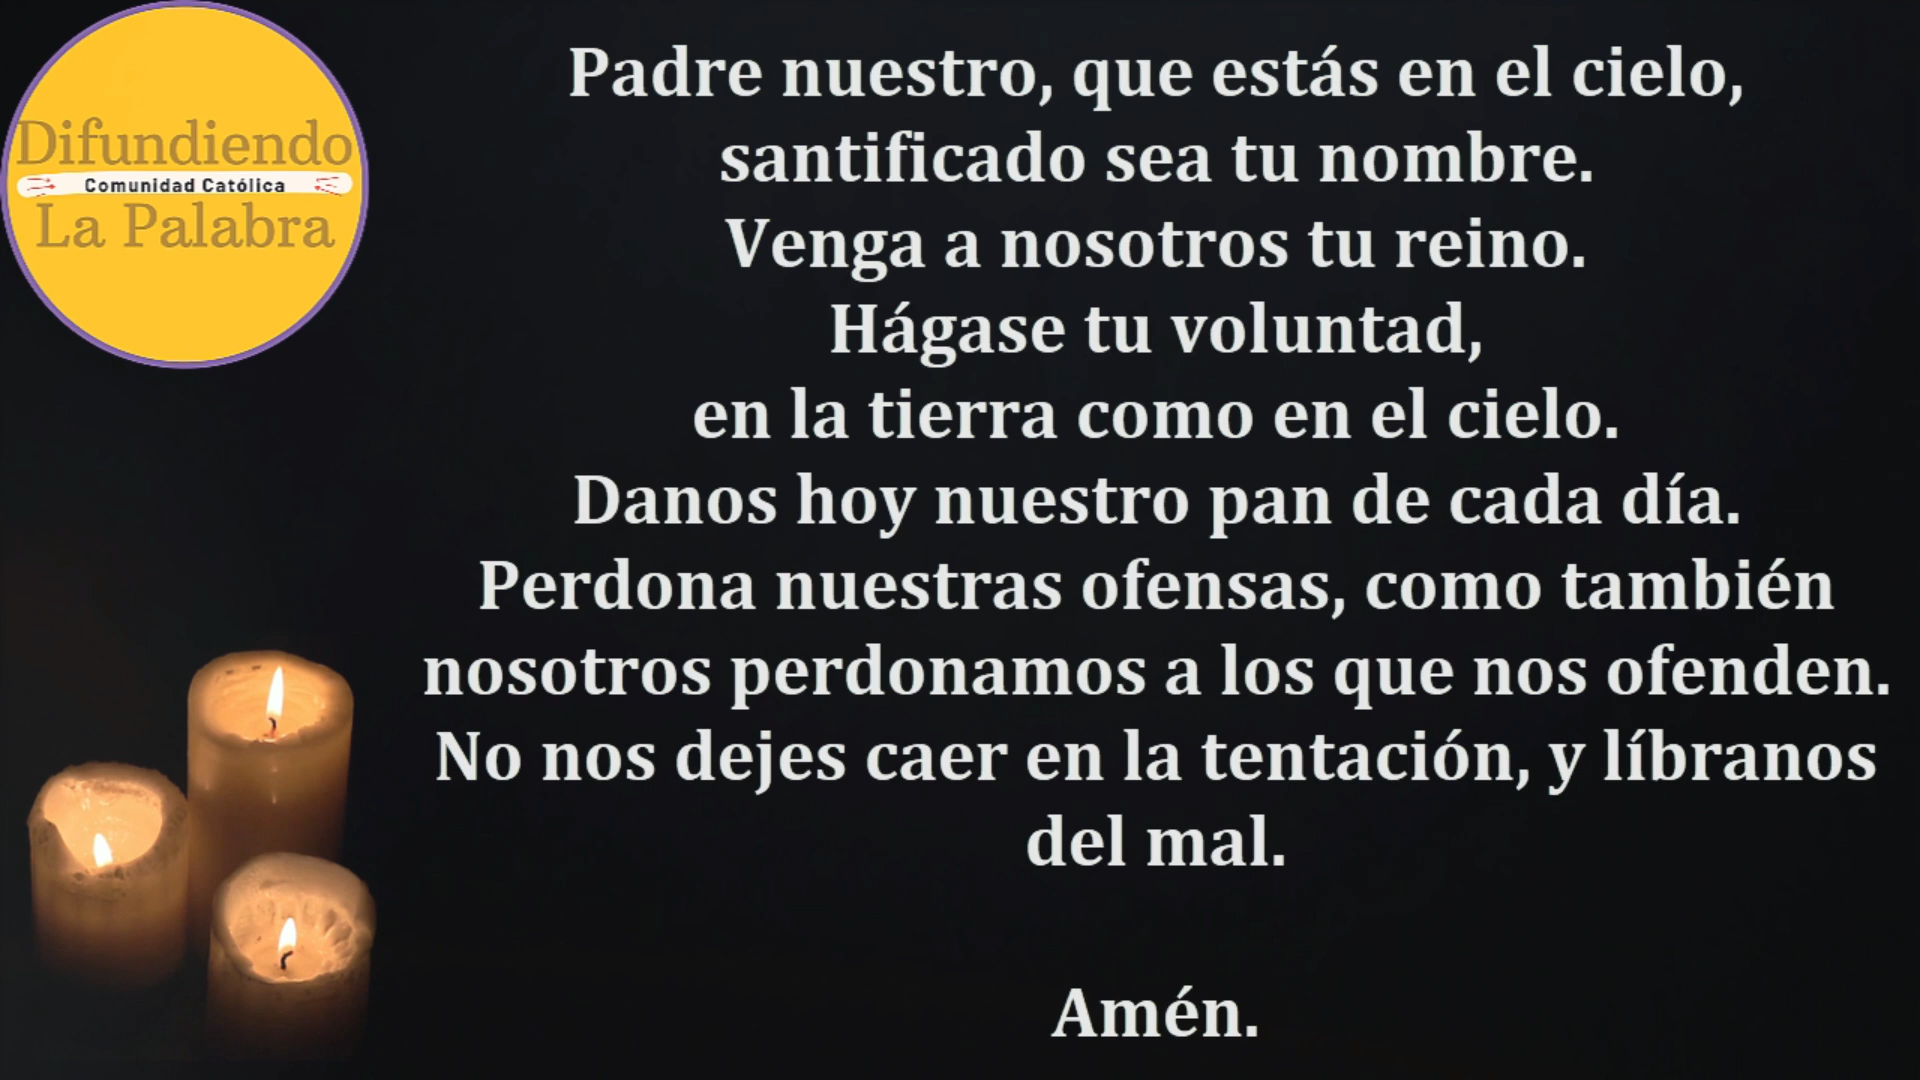 Difundiendo
Comunidad Católica
La Palabra
Padre nuestro, que estás en el cielo,
santificado sea tu nombre.
Venga a nosotros tu reino.
Hágase tu voluntad,
en la tierra como en el cielo.
Danos hoy nuestro pan de cada día.
Perdona nuestras ofensas, como también
nosotros perdonamos a los que nos ofenden.
No nos dejes caer en la tentación, y líbranos
del mal.
Amén.